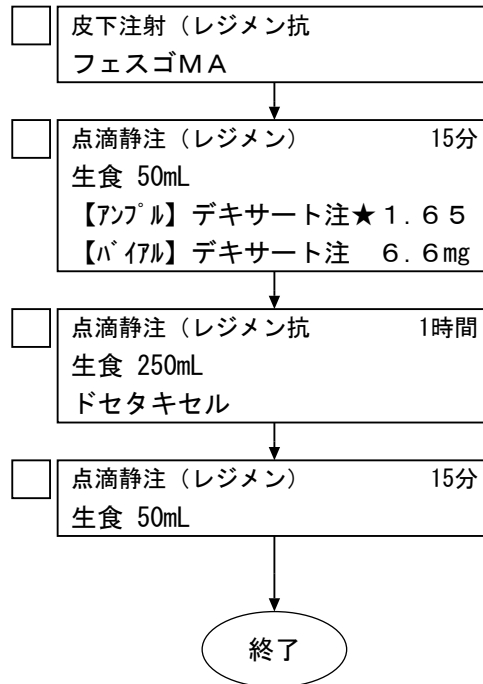 皮下注射（レジメン抗
フェスゴＭＡ
点滴静注（レジメン） 15分
生食 50mL
【ｱﾝﾌﾟﾙ】デキサート注★１．６５
【ﾊﾞｲｱﾙ】デキサート注　６．６㎎
点滴静注（レジメン抗 1時間
生食 250mL
ドセタキセル
点滴静注（レジメン） 15分
生食 50mL
終了